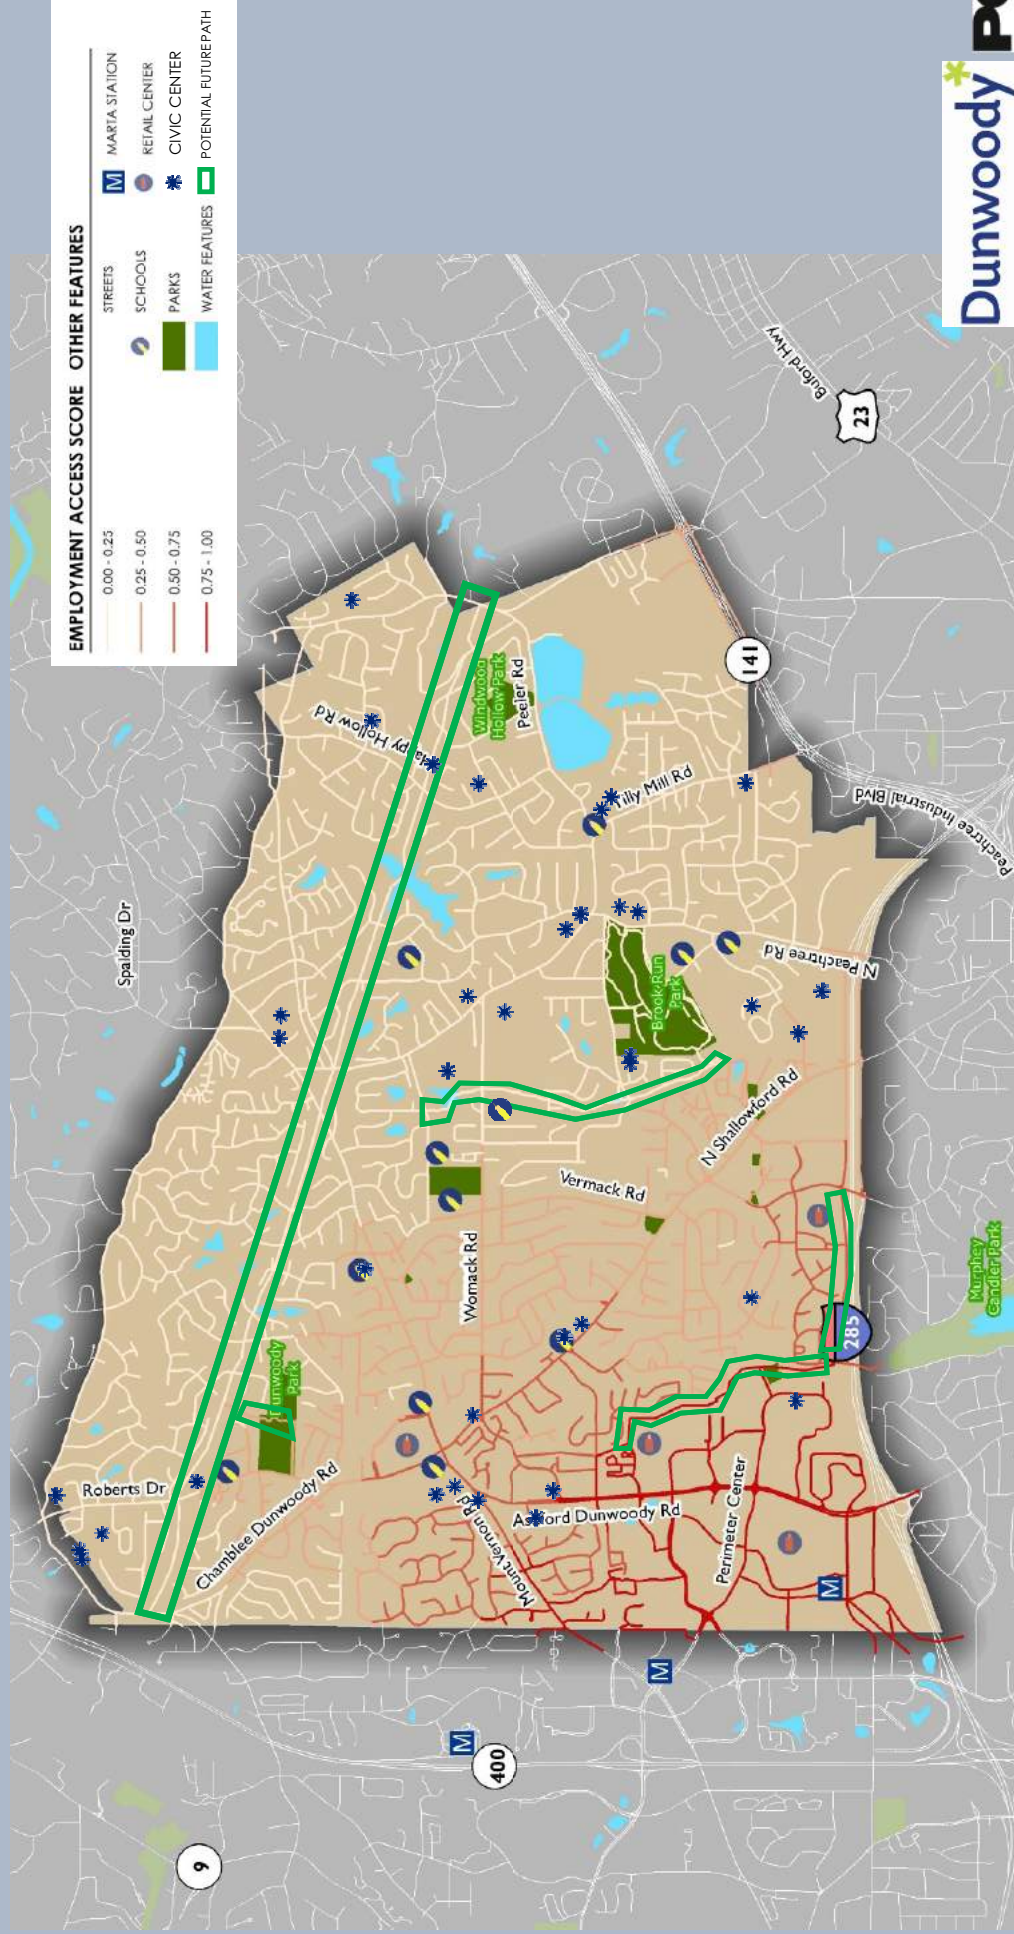 EMPLOYMENT ACCESS SCORE
0.00 - 0.25
0.25 - 0.50
0.50 - 0.75
0.75 - 1.00
OTHER FEATURES
STREETS
SCHOOLS
PARKS
WATER FEATURES
M MARTA STATION
RETAIL CENTER
CIVIC CENTER
POTENTIAL FUTURE PATH
Dunwoody
Roberts Dr
Spalding Dr
Chamblee Dunwoody Rd
Dunwoody
Park
Happy Hollow Rd
Windwood
Hollow Park
Peeler Rd
Tilly Mill Rd
Womack Rd
Vermack Rd
Mount Vernon Rd
Ashford Dunwoody Rd
Perimeter Center
N Shallowford Rd
Brook Run
Park
N Peachtree Rd
Peachtree Industrial Blvd
Buford Hwy
Murphey
Candler Park
9
400
285
141
23
M
M
M